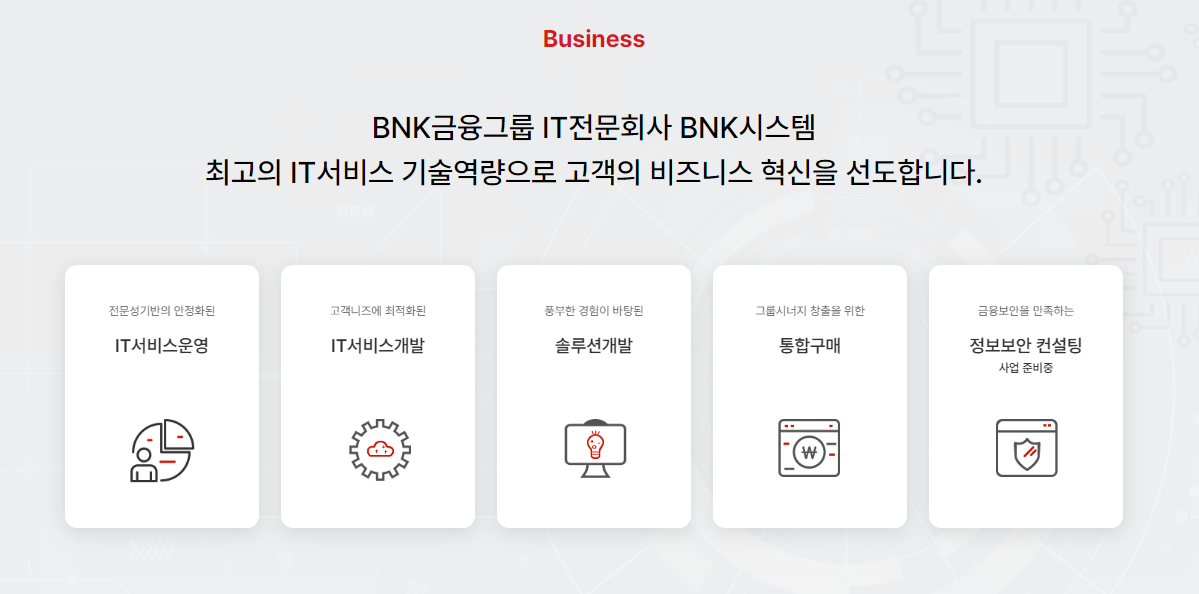 Business
BNK금융그룹 IT전문회사 BNK시스템
최고의 IT서비스 기술역량으로 고객의 비즈니스 혁신을 선도합니다.
전문성기반의 안정화된
IT서비스운영
고객니즈에 최적화된
IT서비스개발
풍부한 경험이 바탕된
솔루션개발
그룹시너지 창출을 위한
통합구매
₩
금융보안을 만족하는
정보보안 컨설팅
사업 준비중